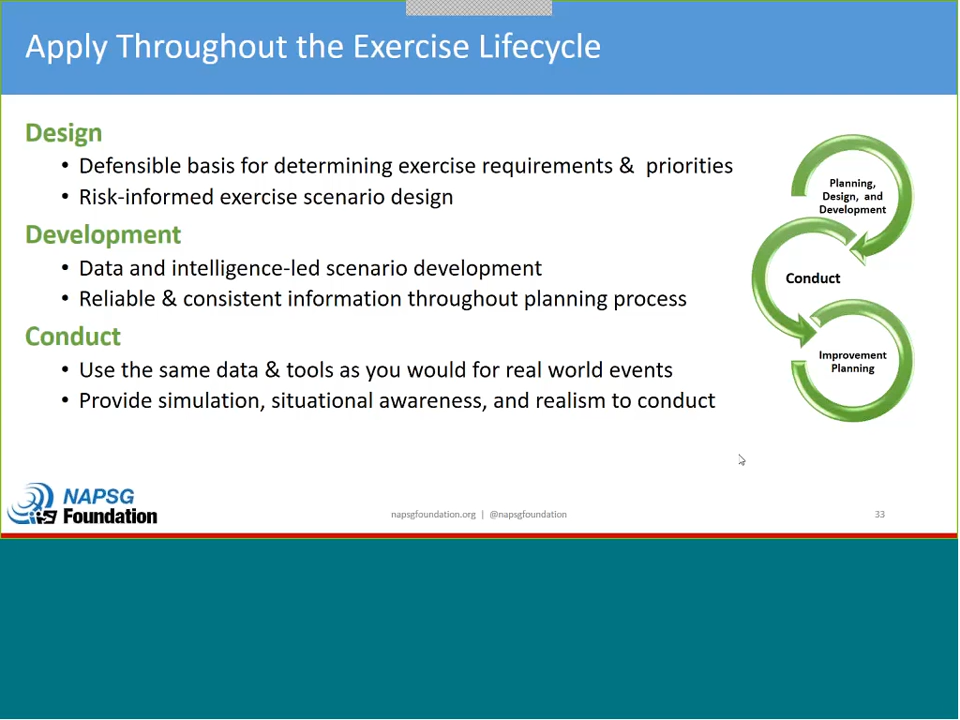 Apply Throughout the Exercise Lifecycle
Design
• Defensible basis for determining exercise requirements &  priorities
• Risk-informed exercise scenario design
Development
• Data and intelligence-led scenario development
• Reliable & consistent information throughout planning process
Conduct
• Use the same data & tools as you would for real world events
• Provide simulation, situational awareness, and realism to conduct
Planning,
Design, and
Development
Conduct
Improvement
Planning
NAPSG
Foundation
napsgfoundation.org | @napsgfoundation
33